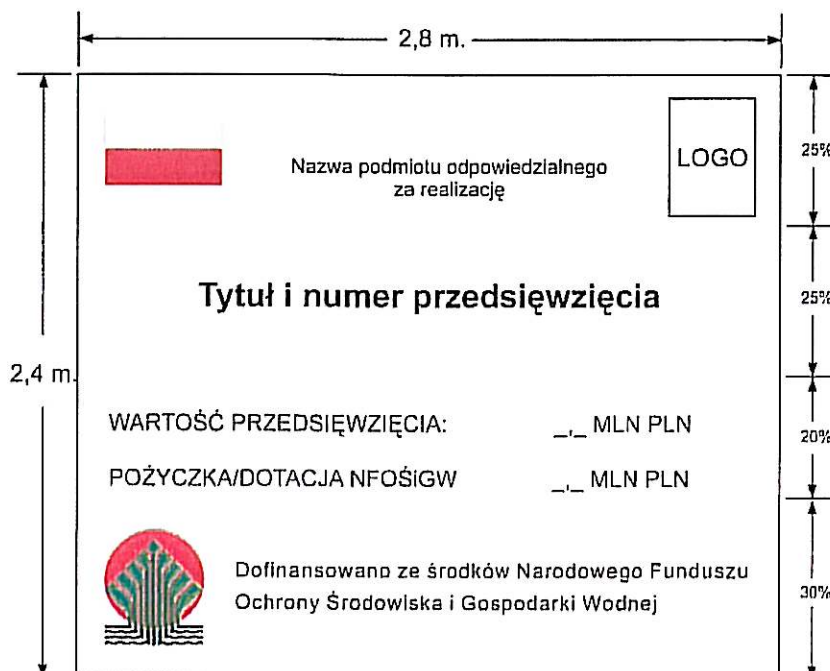 2,8 m.
LOGO
25%
Nazwa podmiotu odpowiedzialnego
za realizację
Tytuł i numer przedsięwzięcia
25%
2,4 m.
WARTOŚĆ PRZEDSIĘWZIĘCIA: _,_ MLN PLN
20%
POŻYCZKA/DOTACJA NFOŚiGW _,_ MLN PLN
Dofinansowano ze środków Narodowego Funduszu
Ochrony Środowiska i Gospodarki Wodnej
30%